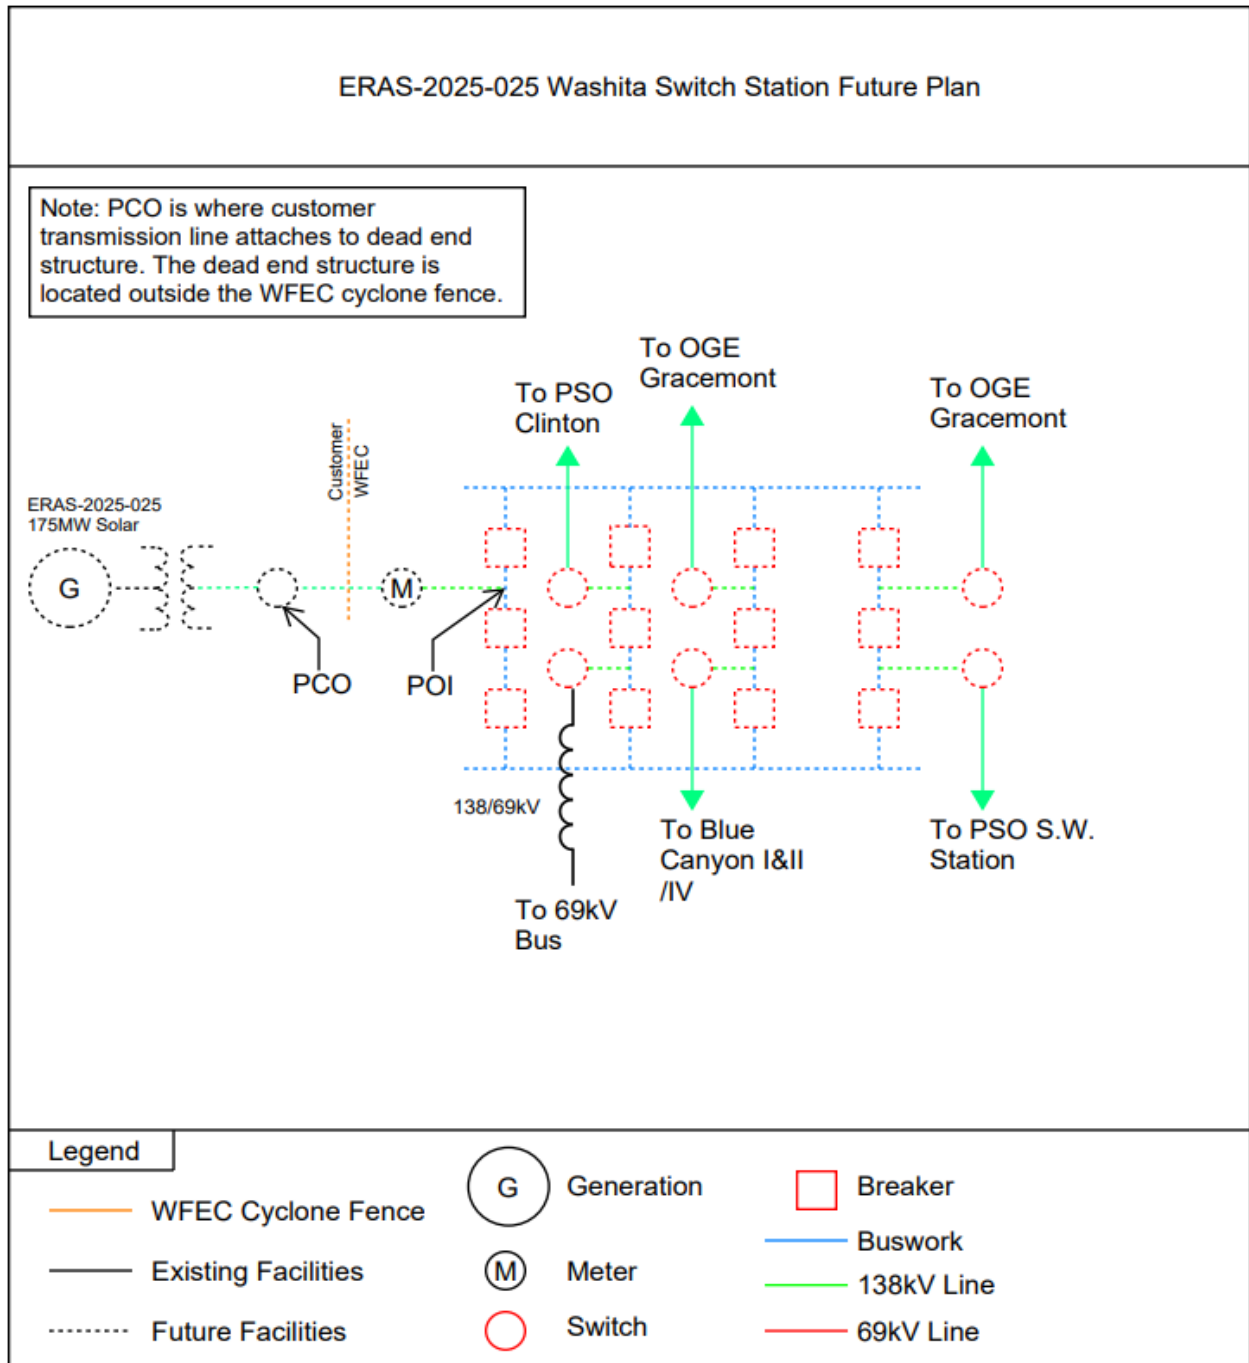 ERAS-2025-025 Washita Switch Station Future Plan
Note: PCO is where customer
transmission line attaches to dead end
structure. The dead end structure is
located outside the WFEC cyclone fence.
To OGE
Gracemont
To PSO
Clinton
To OGE
Gracemont
Customer
WFEC
ERAS-2025-025
175MW Solar
G
M
PCO
POI
138/69kV
To 69kV
Bus
To Blue
Canyon I&II
/IV
To PSO S.W.
Station
Legend
WFEC Cyclone Fence
Existing Facilities
Future Facilities
G
Generation
M
Meter
Switch
Breaker
Buswork
138kV Line
69kV Line